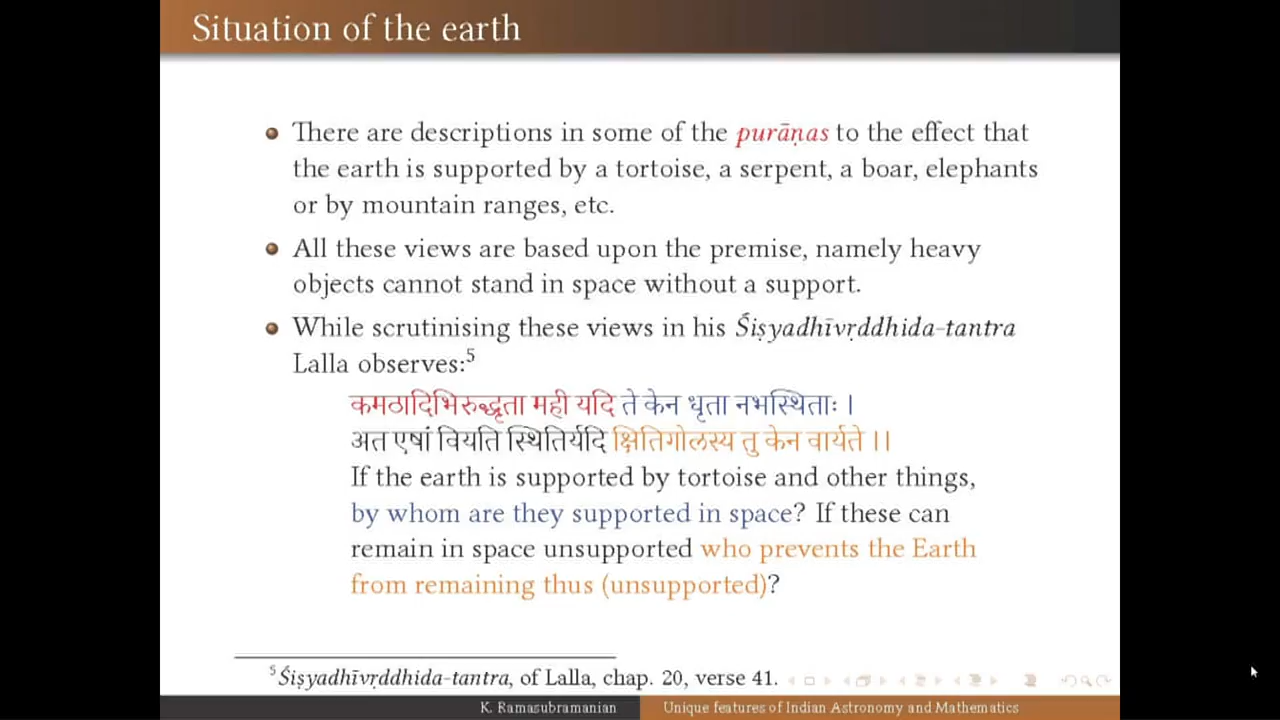 Situation of the earth
There are descriptions in some of the purāṇas to the effect that
the earth is supported by a tortoise, a serpent, a boar, elephants
or by mountain ranges, etc.
All these views are based upon the premise, namely heavy
objects cannot stand in space without a support.
While scrutinising these views in his Śiṣyadhīvṛddhida-tantra
Lalla observes:5
कमठादिभिरुद्धृता मही यदि ते केन धृता नभस्थिताः ।
अत एषां वियति स्थितिर्यदि क्षितिगोलस्य तु केन वार्यते ।।
If the earth is supported by tortoise and other things,
by whom are they supported in space? If these can
remain in space unsupported who prevents the Earth
from remaining thus (unsupported)?
5 Śiṣyadhīvṛddhida-tantra, of Lalla, chap. 20, verse 41.
K. Ramasubramanian Unique features of Indian Astronomy and Mathematics